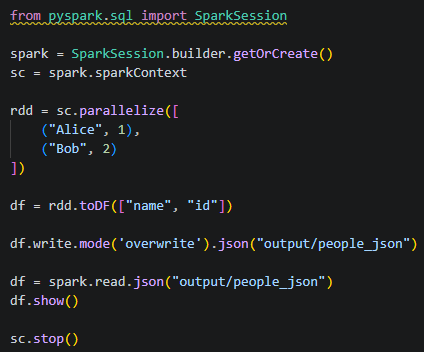 from pyspark.sql import SparkSession

spark = SparkSession.builder.getOrCreate()
sc = spark.sparkContext

rdd = sc.parallelize([
    ("Alice", 1),
    ("Bob", 2)
])

df = rdd.toDF(["name", "id"])

df.write.mode('overwrite').json("output/people_json")

df = spark.read.json("output/people_json")
df.show()

sc.stop()